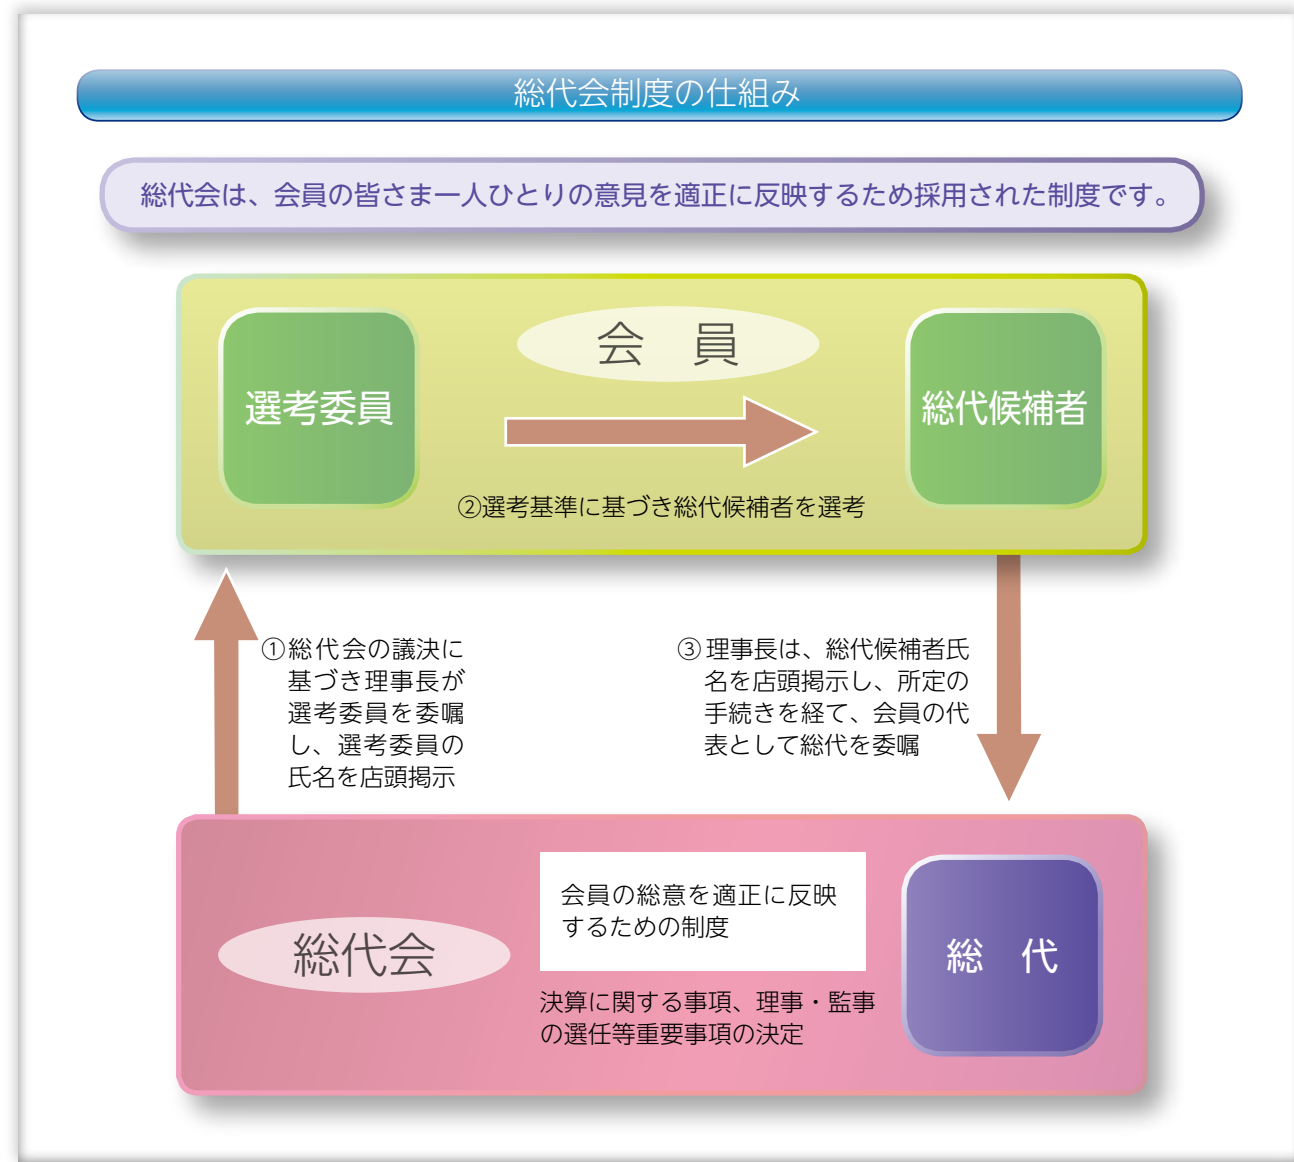 総代会制度の仕組み
総代会は、会員の皆さま一人ひとりの意見を適正に反映するため採用された制度です。
会　員
選考委員
総代候補者
②選考基準に基づき総代候補者を選考
①総代会の議決に
基づき理事長が
選考委員を委嘱
し、選考委員の
氏名を店頭掲示
③理事長は、総代候補者氏
名を店頭掲示し、所定の
手続きを経て、会員の代
表として総代を委嘱
総代会
会員の総意を適正に反映
するための制度
決算に関する事項、理事・監事
の選任等重要事項の決定
総　代